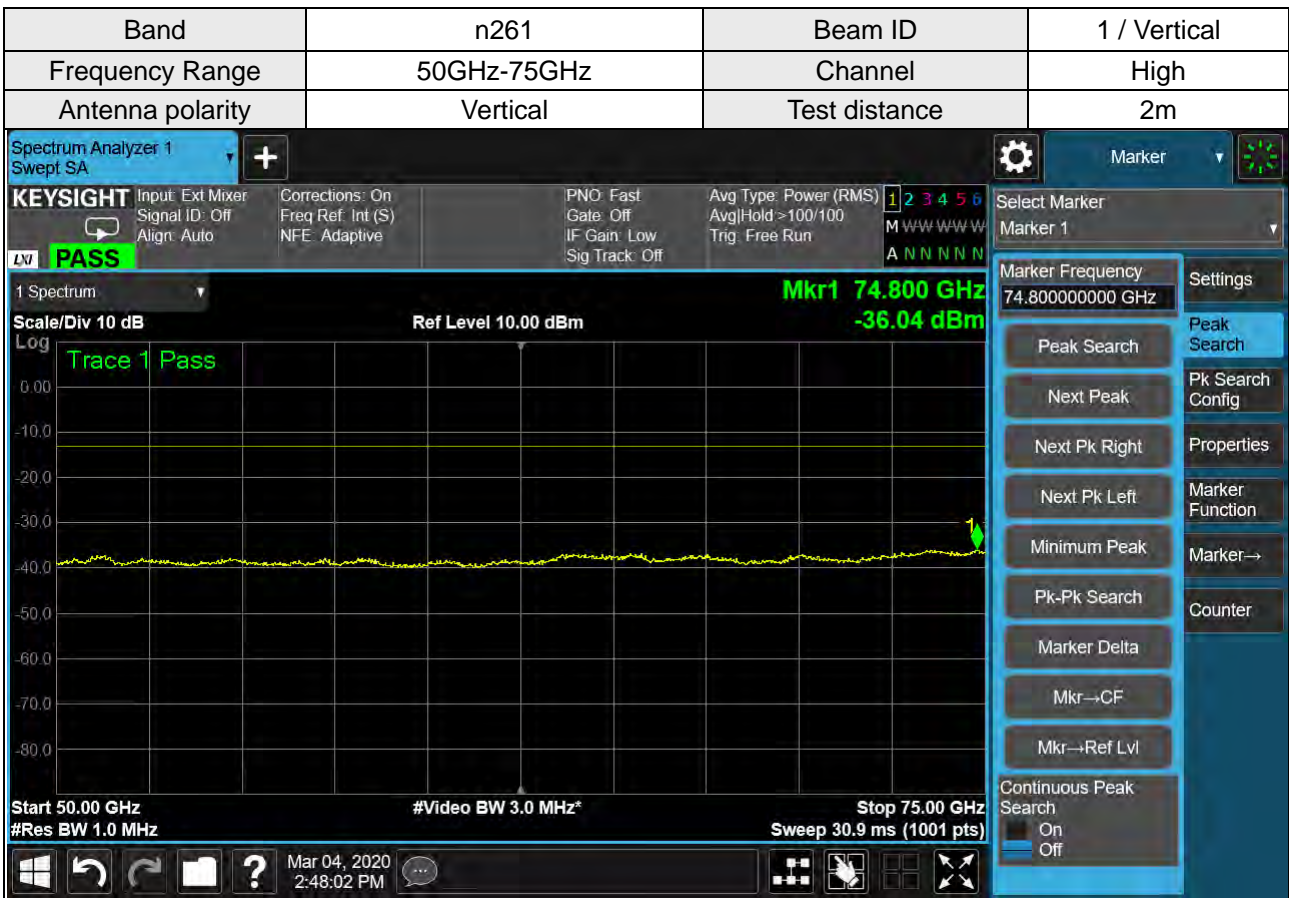 Band n261 Beam ID 1 / Vertical
Frequency Range 50GHz-75GHz Channel High
Antenna polarity Vertical Test distance 2m
Spectrum Analyzer 1
Swept SA
+
Marker
KEYSIGHT
LXI
PASS
Input: Ext Mixer
Signal ID: Off
Align: Auto
Corrections: On
Freq Ref: Int (S)
NFE: Adaptive
PNO: Fast
Gate: Off
IF Gain: Low
Sig Track: Off
Avg Type: Power (RMS)
Avg|Hold:>100/100
Trig: Free Run
1 2 3 4 5 6
M W W W W W
A N N N N N
Select Marker
Marker 1
1 Spectrum
Scale/Div 10 dB
Ref Level 10.00 dBm
Mkr1 74.800 GHz
-36.04 dBm
Log
Trace 1 Pass
0.00
-10.0
-20.0
-30.0
-40.0
-50.0
-60.0
-70.0
-80.0
1
Start 50.00 GHz
#Res BW 1.0 MHz
#Video BW 3.0 MHz*
Stop 75.00 GHz
Sweep 30.9 ms (1001 pts)
Marker Frequency
74.800000000 GHz
Peak Search
Next Peak
Next Pk Right
Next Pk Left
Minimum Peak
Pk-Pk Search
Marker Delta
Mkr→CF
Mkr→Ref Lvl
Continuous Peak
Search
On
Off
Settings
Peak
Search
Pk Search
Config
Properties
Marker
Function
Marker→
Counter
?
Mar 04, 2020
2:48:02 PM